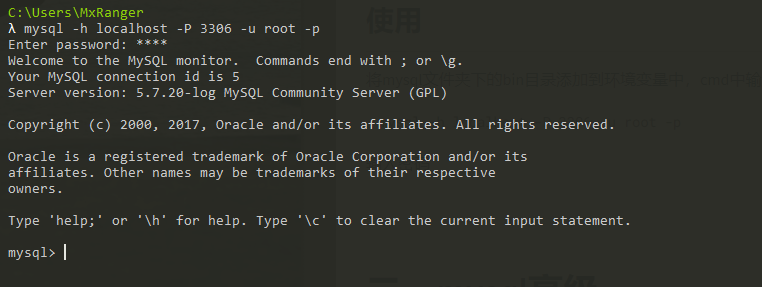 使用
C:\Users\MxRanger
λ mysql -h localhost -P 3306 -u root -p
Enter password: ****
Welcome to the MySQL monitor.  Commands end with ; or \g.
Your MySQL connection id is 5
Server version: 5.7.20-log MySQL Community Server (GPL)
Copyright (c) 2000, 2017, Oracle and/or its affiliates. All rights reserved.
Oracle is a registered trademark of Oracle Corporation and/or its
affiliates. Other names may be trademarks of their respective
owners.
Type 'help;' or '\h' for help. Type '\c' to clear the current input statement.
mysql>